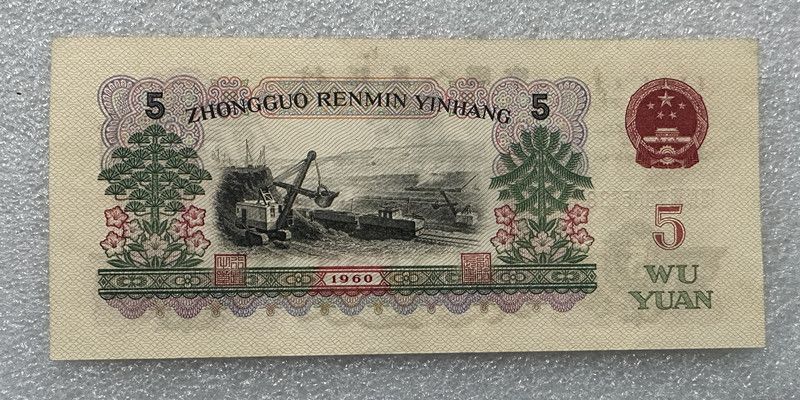 5 ZHONGGUO RENMIN YINHANG 5
5
WU
YUAN
1960